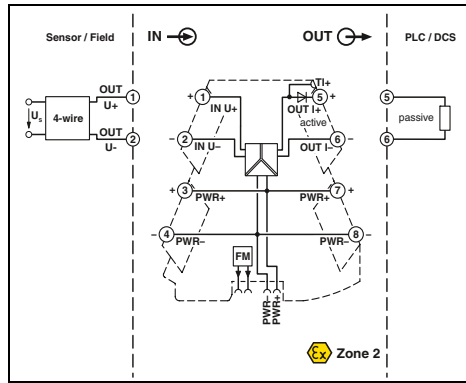 Sensor / Field
IN
OUT
PLC / DCS
OUT
U+
1
Us
4-wire
OUT
U-
2
+ 1
IN U+
TI+
5 +
OUT I+
active
− 2
IN U−
6 −
OUT I−
5
passive
6
+ 3
PWR+
7 +
PWR+
− 4
PWR−
8 −
PWR−
FM
PWR−
PWR+
Ex Zone 2